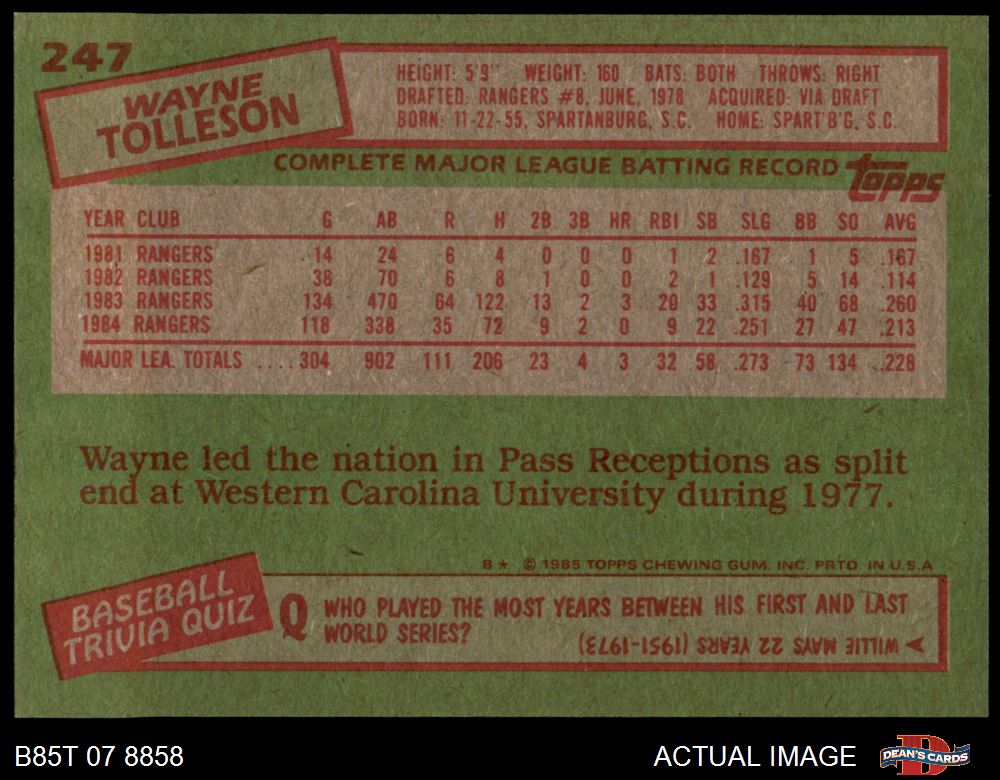 247
WAYNE
TOLLESON
HEIGHT: 5'9" WEIGHT: 160 BATS: BOTH THROWS: RIGHT
DRAFTED: RANGERS #8, JUNE, 1978 ACQUIRED: VIA DRAFT
BORN: 11-22-55, SPARTANBURG, S.C. HOME: SPART'B'G, S.C.
COMPLETE MAJOR LEAGUE BATTING RECORD topps
YEAR CLUB G AB R H 2B 3B HR RBI SB SLG BB SO AVG
1981 RANGERS 14 24 6 4 0 0 0 1 2 .167 1 5 .167
1982 RANGERS 38 70 6 8 1 0 0 2 1 .129 5 14 .114
1983 RANGERS 134 470 64 122 13 2 3 20 33 .315 40 68 .260
1984 RANGERS 118 338 35 72 9 2 0 9 22 .251 27 47 .213
MAJOR LEA. TOTALS .... 304 902 111 206 23 4 3 32 58 .273 73 134 .228
Wayne led the nation in Pass Receptions as split
end at Western Carolina University during 1977.
B* © 1985 TOPPS CHEWING GUM, INC. PRTD. IN U.S.A
BASEBALL
TRIVIA QUIZ
Q WHO PLAYED THE MOST YEARS BETWEEN HIS FIRST AND LAST
WORLD SERIES?
WILLIE MAYS 22 YEARS (1951-1973)
B85T 07 8858
ACTUAL IMAGE
DEAN'S CARDS